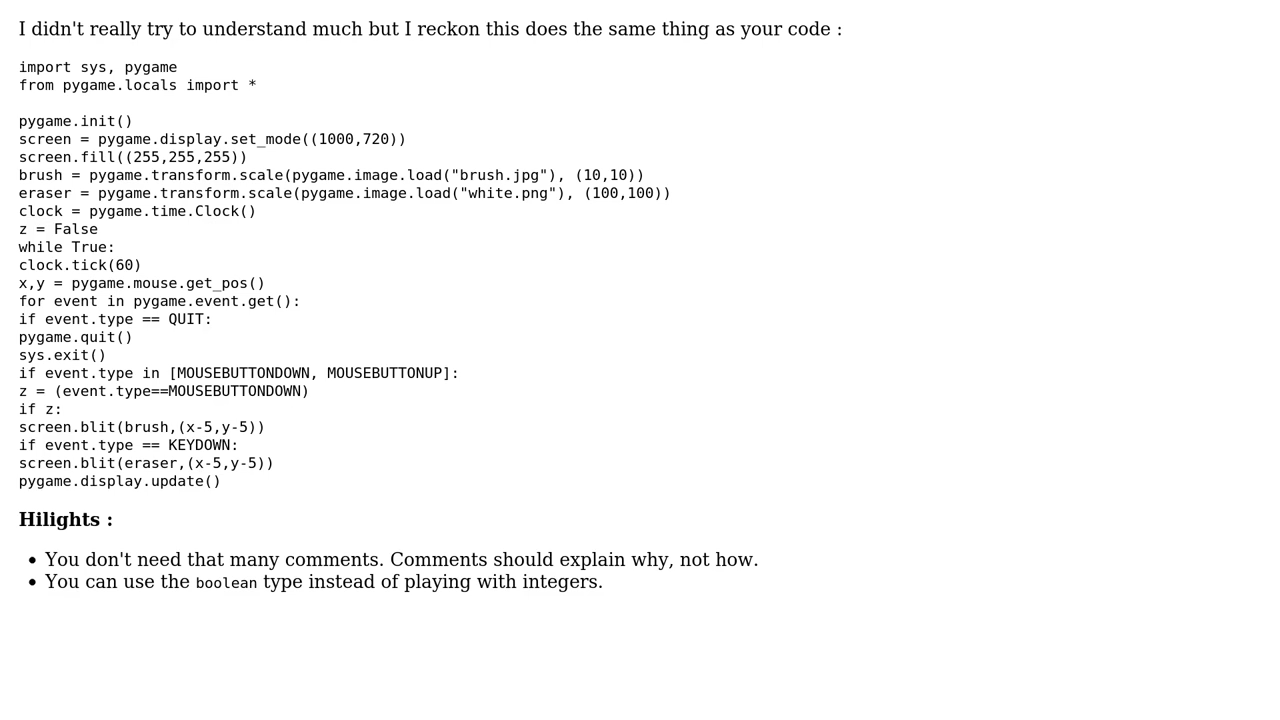 I didn't really try to understand much but I reckon this does the same thing as your code :
import sys, pygame
from pygame.locals import *
pygame.init()
screen = pygame.display.set_mode((1000,720))
screen.fill((255,255,255))
brush = pygame.transform.scale(pygame.image.load("brush.jpg"), (10,10))
eraser = pygame.transform.scale(pygame.image.load("white.png"), (100,100))
clock = pygame.time.Clock()
z = False
while True:
clock.tick(60)
x,y = pygame.mouse.get_pos()
for event in pygame.event.get():
if event.type == QUIT:
pygame.quit()
sys.exit()
if event.type in [MOUSEBUTTONDOWN, MOUSEBUTTONUP]:
z = (event.type==MOUSEBUTTONDOWN)
if z:
screen.blit(brush,(x-5,y-5))
if event.type == KEYDOWN:
screen.blit(eraser,(x-5,y-5))
pygame.display.update()
Hilights :
• You don't need that many comments. Comments should explain why, not how.
• You can use the boolean type instead of playing with integers.